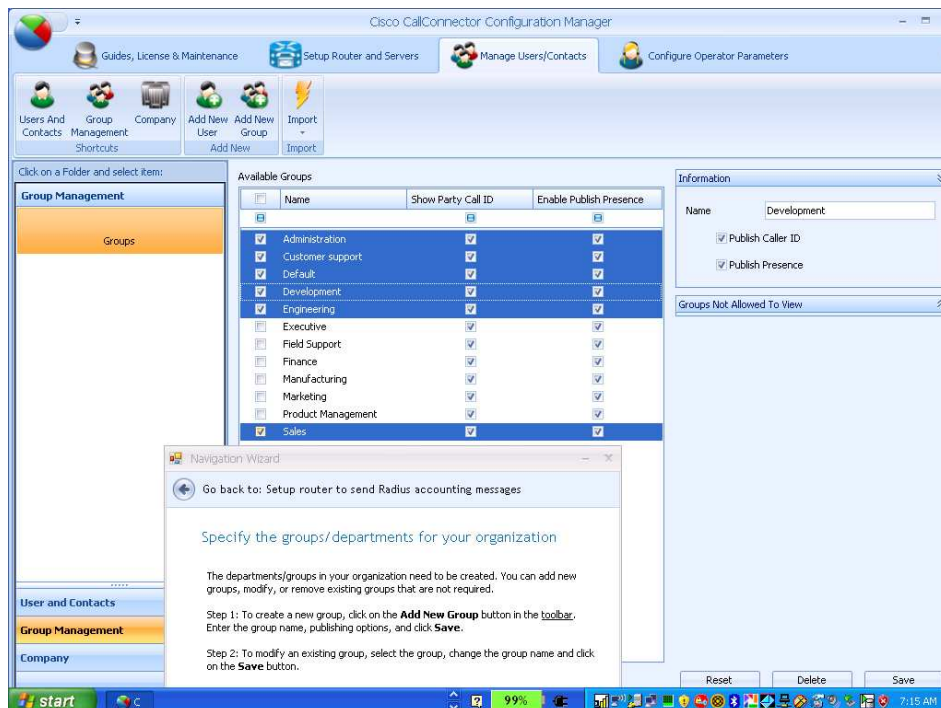 Cisco CallConnector Configuration Manager
Guides, License & Maintenance
Setup Router and Servers
Manage Users/Contacts
Configure Operator Parameters
Users And Contacts
Group Management
Company
Add New User
Add New Group
Import
Shortcuts
Add New
Import
Click on a Folder and select item:
Group Management
Groups
User and Contacts
Group Management
Company
Available Groups
Name Show Party Call ID Enable Publish Presence
Administration
Customer support
Default
Development
Engineering
Executive
Field Support
Finance
Manufacturing
Marketing
Product Management
Sales
Information
Name Development
Publish Caller ID
Publish Presence
Groups Not Allowed To View
Navigation Wizard
Go back to: Setup router to send Radius accounting messages
Specify the groups/departments for your organization
The departments/groups in your organization need to be created. You can add new
groups, modify, or remove existing groups that are not required.
Step 1: To create a new group, click on the Add New Group button in the toolbar.
Enter the group name, publishing options, and click Save.
Step 2: To modify an existing group, select the group, change the group name and click
on the Save button.
Reset Delete Save
start C 99% 7:15 AM